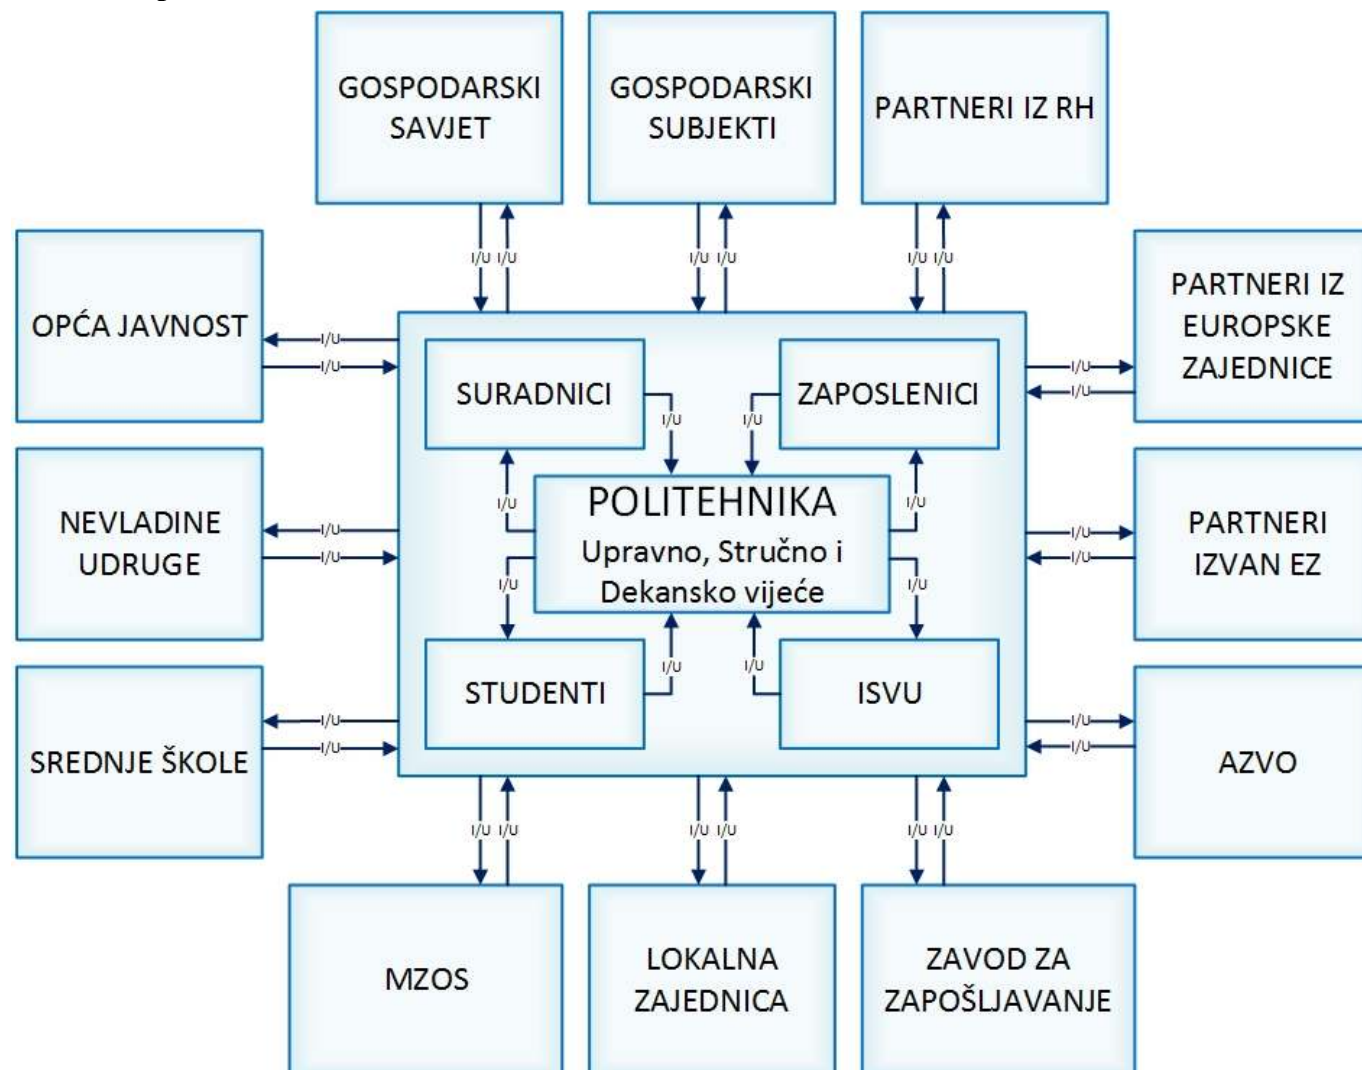 GOSPODARSKI
SAVJET
GOSPODARSKI
SUBJEKTI
PARTNERI IZ RH
I/U I/U
I/U I/U
I/U I/U
OPĆA JAVNOST
I/U
I/U
PARTNERI IZ
EUROPSKE
ZAJEDNICE
I/U
I/U
SURADNICI
I/U
ZAPOSLENICI
I/U
I/U
I/U
POLITEHNIKA
Upravno, Stručno i
Dekansko vijeće
NEVLADINE
UDRUGE
I/U
I/U
PARTNERI
IZVAN EZ
I/U
I/U
I/U
I/U
STUDENTI
I/U
ISVU
I/U
SREDNJE ŠKOLE
I/U
I/U
AZVO
I/U
I/U
I/U I/U
I/U I/U
I/U I/U
MZOS
LOKALNA
ZAJEDNICA
ZAVOD ZA
ZAPOŠLJAVANJE